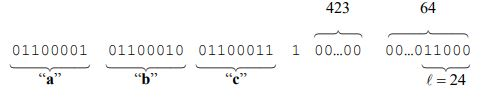 423 64
01100001 01100010 01100011 1 00…00 00…011000
“a” “b” “c” ℓ = 24